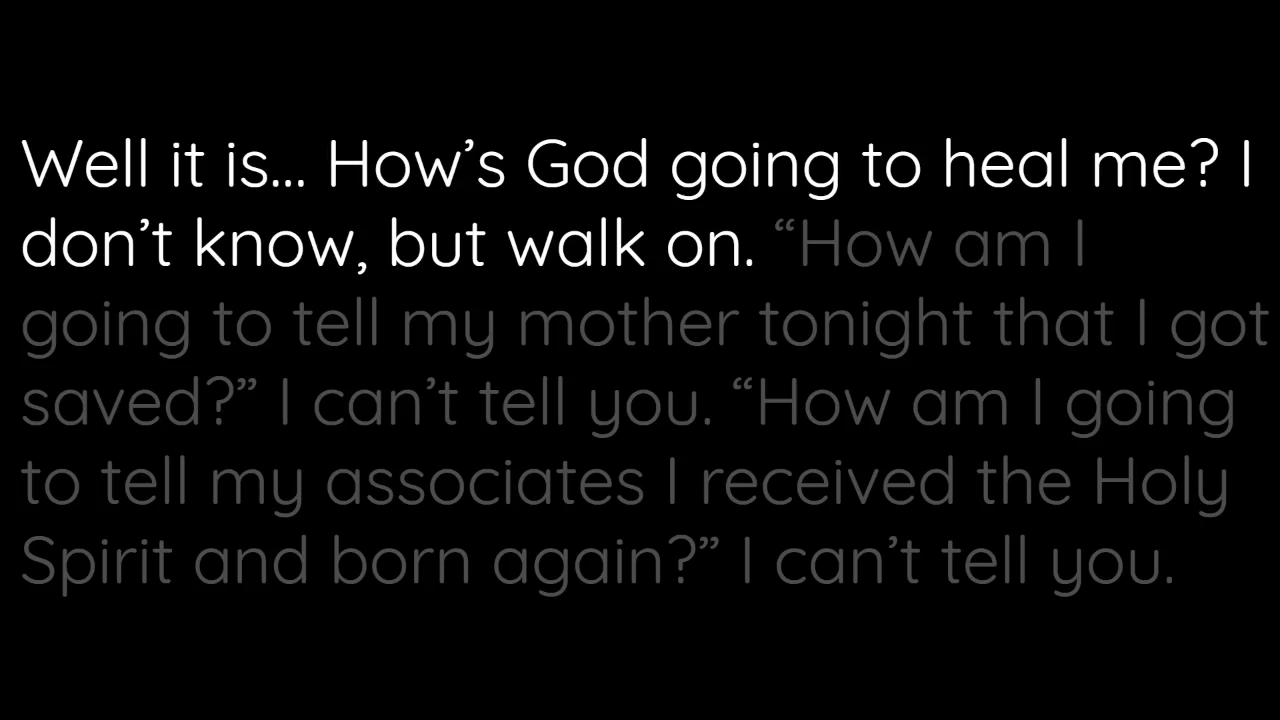 Well it is... How’s God going to heal me? I
don’t know, but walk on. “How am I
going to tell my mother tonight that I got
saved?” I can’t tell you. “How am I going
to tell my associates I received the Holy
Spirit and born again?” I can’t tell you.